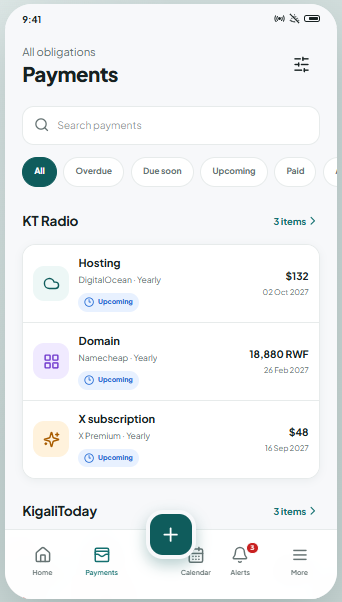 9:41
All obligations
Payments
Search payments
All Overdue Due soon Upcoming Paid
KT Radio 3 items
Hosting
DigitalOcean · Yearly
Upcoming
$132
02 Oct 2027
Domain
Namecheap · Yearly
Upcoming
18,880 RWF
26 Feb 2027
X subscription
X Premium · Yearly
Upcoming
$48
16 Sep 2027
KigaliToday 3 items
3
Home Payments Calendar Alerts More